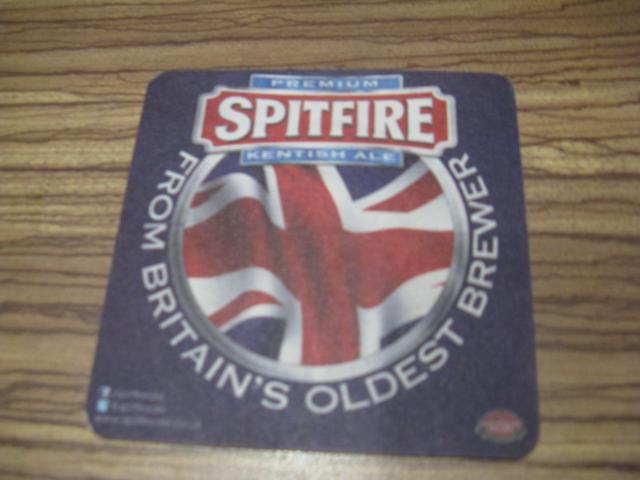 PREMIUM
SPITFIRE
KENTISH ALE
FROM BRITAIN'S OLDEST BREWER